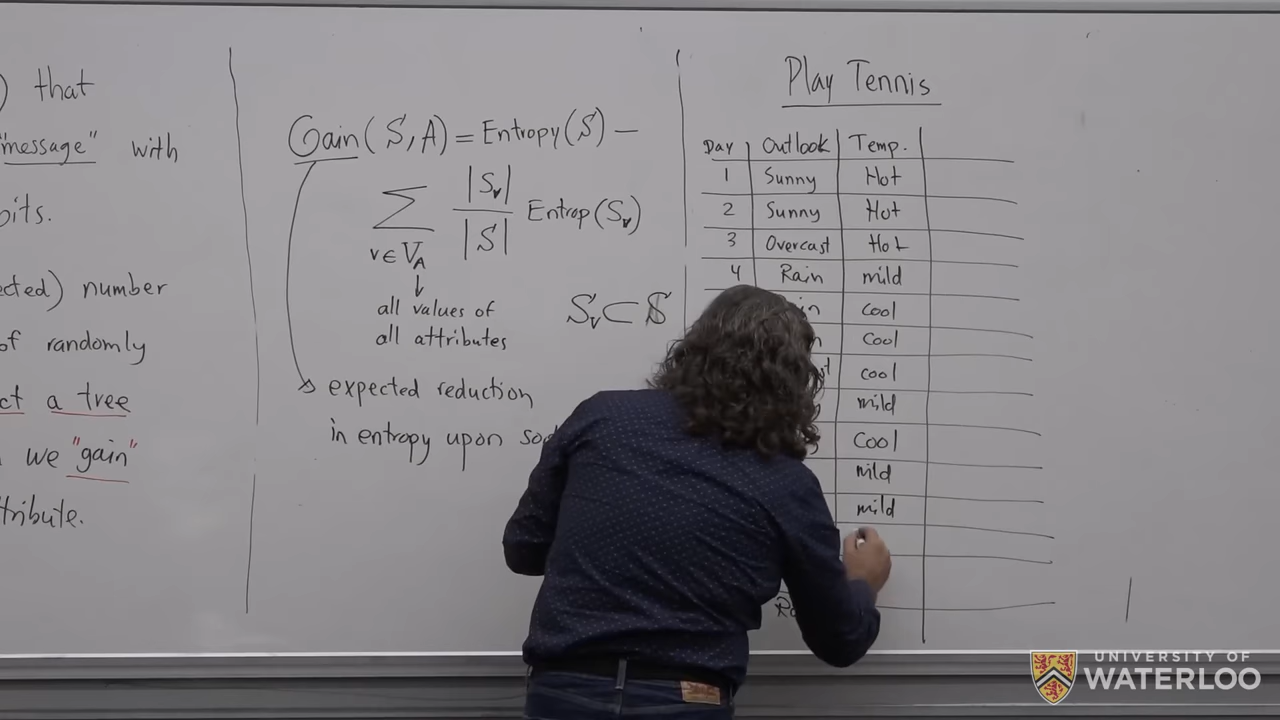 ) that
"message" with
bits.
ected) number
of randomly
ct a tree
we "gain"
tribute.
Gain(S,A) = Entropy(S) −
∑ |Sv| / |S| Entrop(Sv)
v∈VA
all values of
all attributes
Sv⊂S
expected reduction
in entropy upon
Play Tennis
Day Outlook Temp.
1 Sunny Hot
2 Sunny Hot
3 Overcast Hot
4 Rain mild
cool
cool
cool
mild
Cool
mild
mild
UNIVERSITY OF
WATERLOO